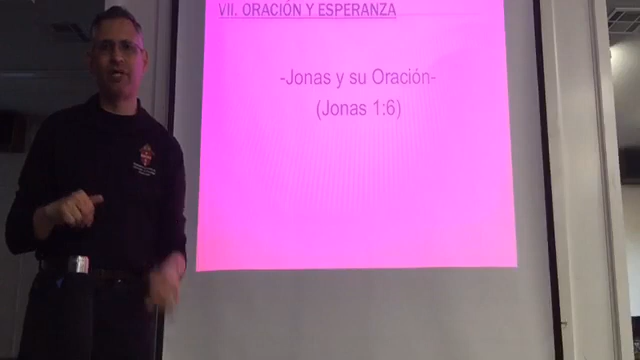 VII. ORACIÓN Y ESPERANZA
-Jonas y su Oración-
(Jonas 1:6)